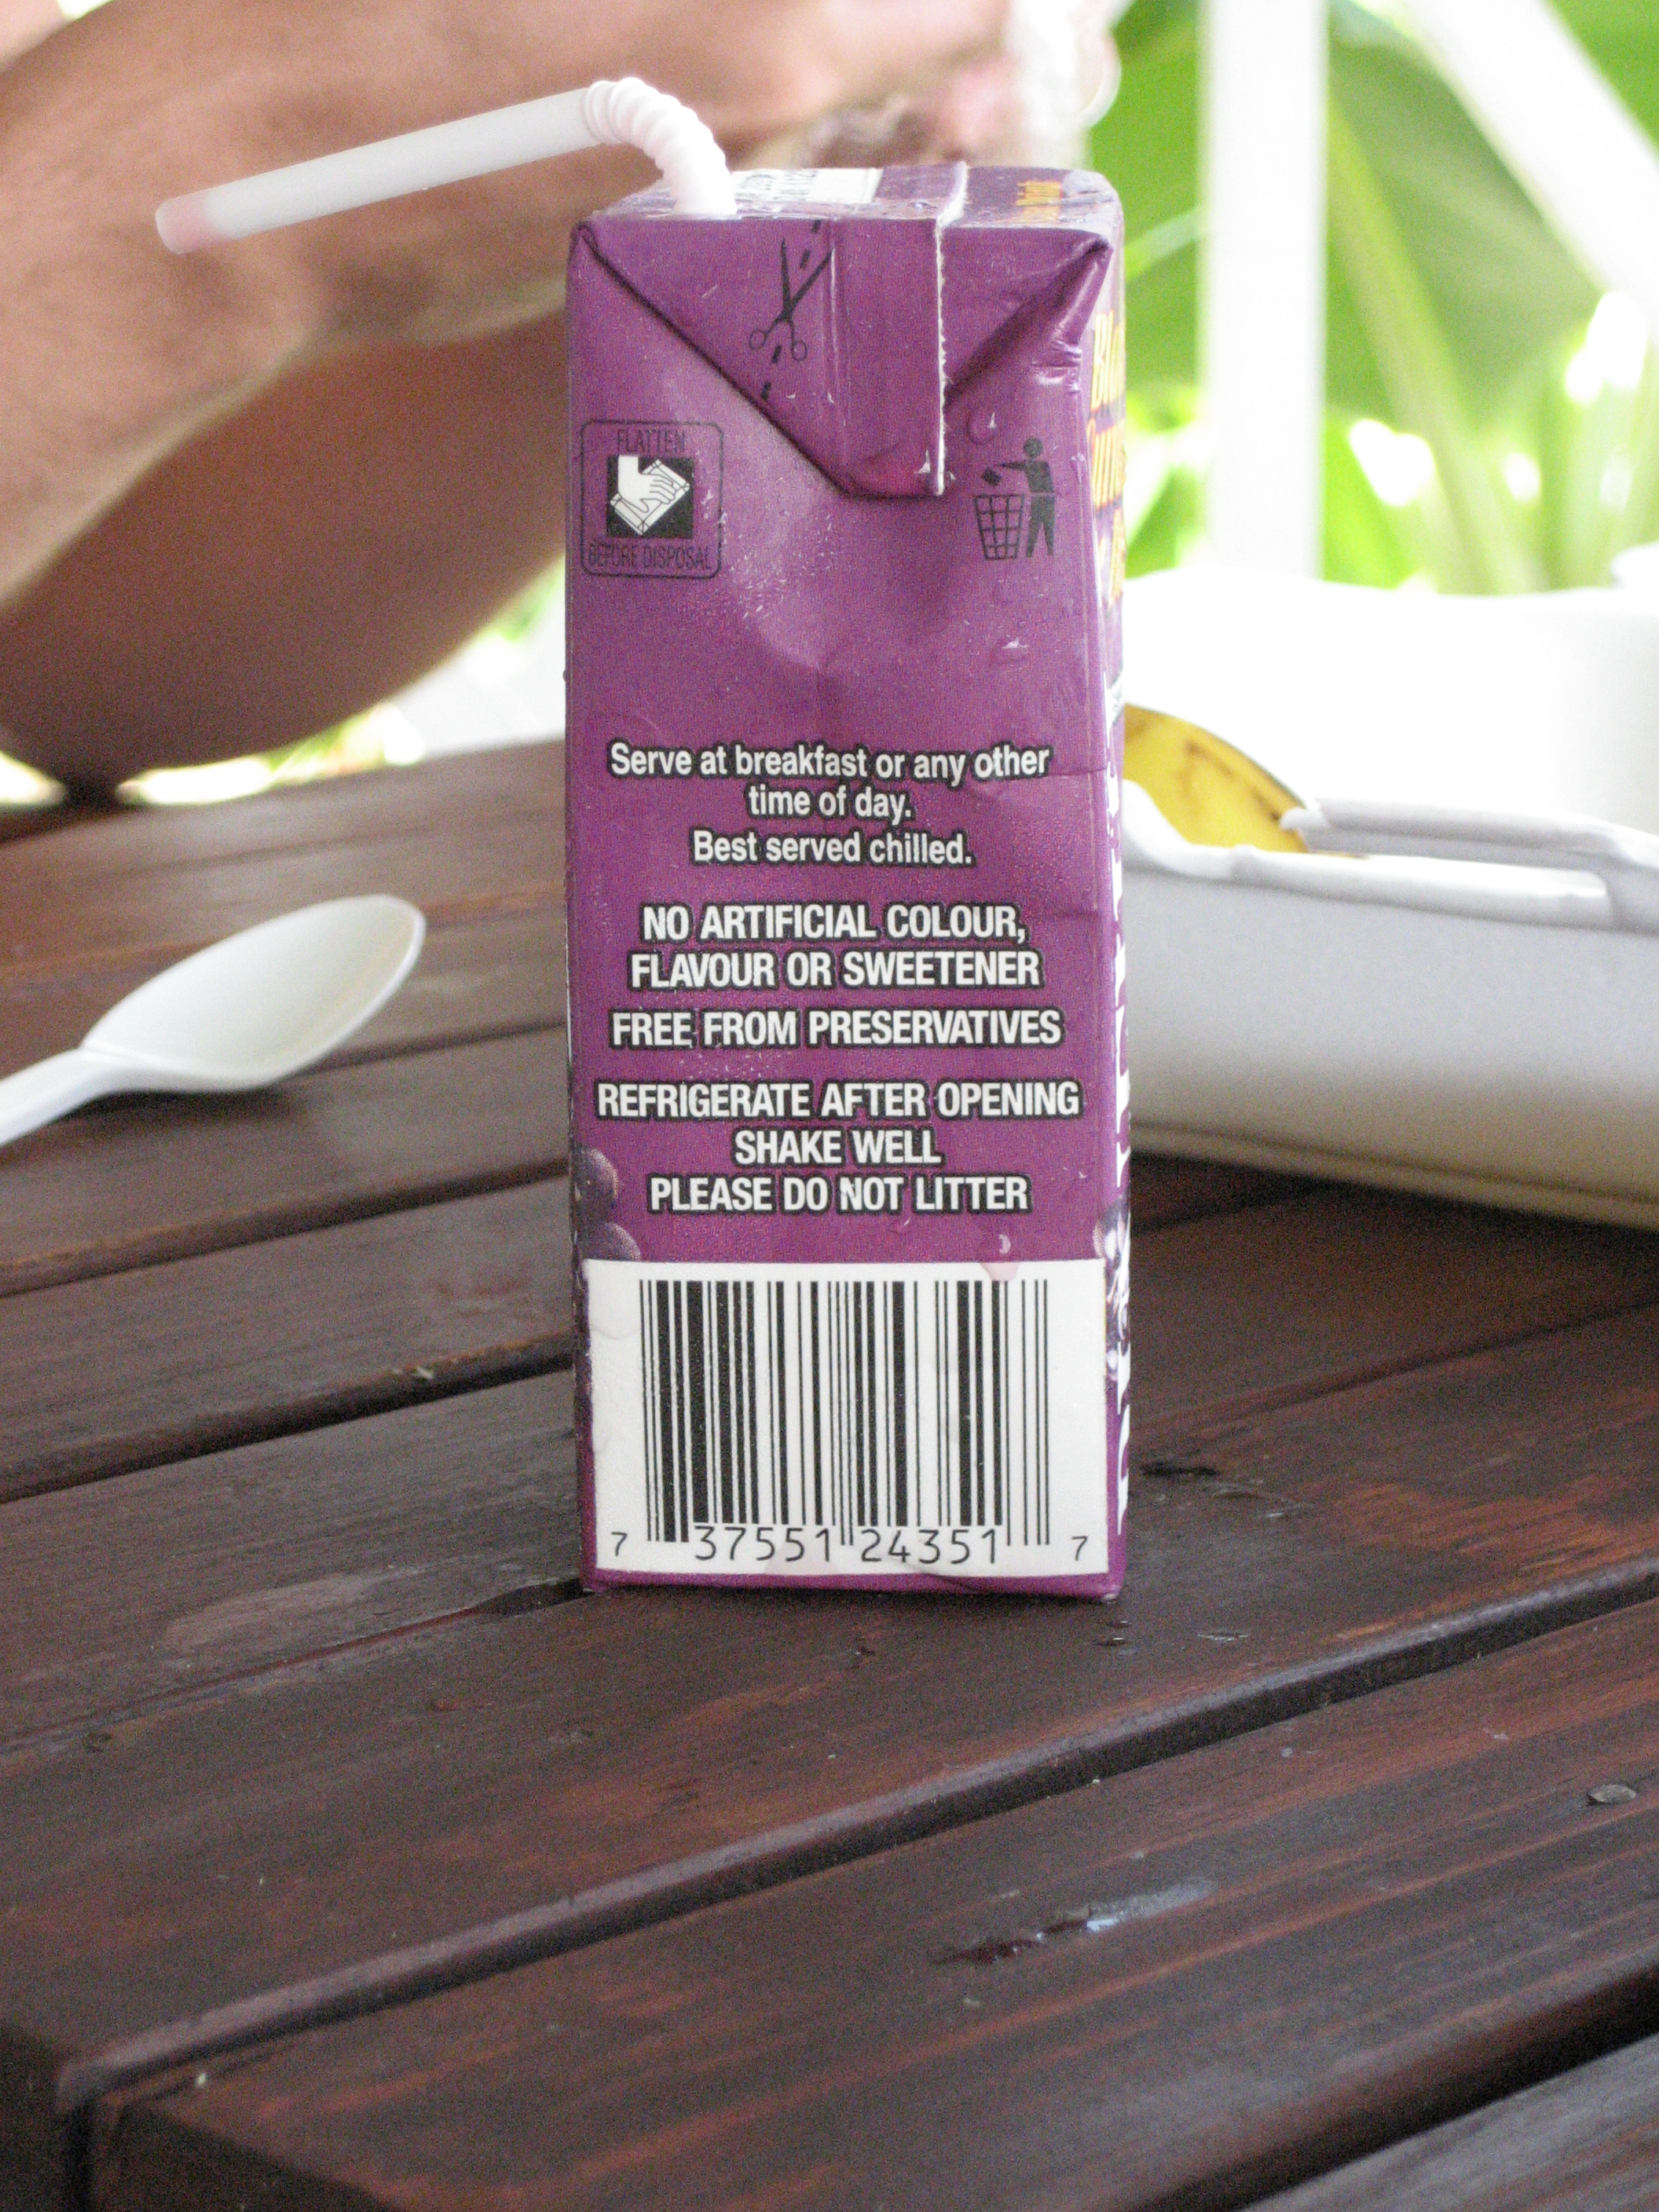 FLATTEN
BEFORE DISPOSAL
Serve at breakfast or any other
time of day.
Best served chilled.
NO ARTIFICIAL COLOUR,
FLAVOUR OR SWEETENER
FREE FROM PRESERVATIVES
REFRIGERATE AFTER OPENING
SHAKE WELL
PLEASE DO NOT LITTER
7 37551 24351 7